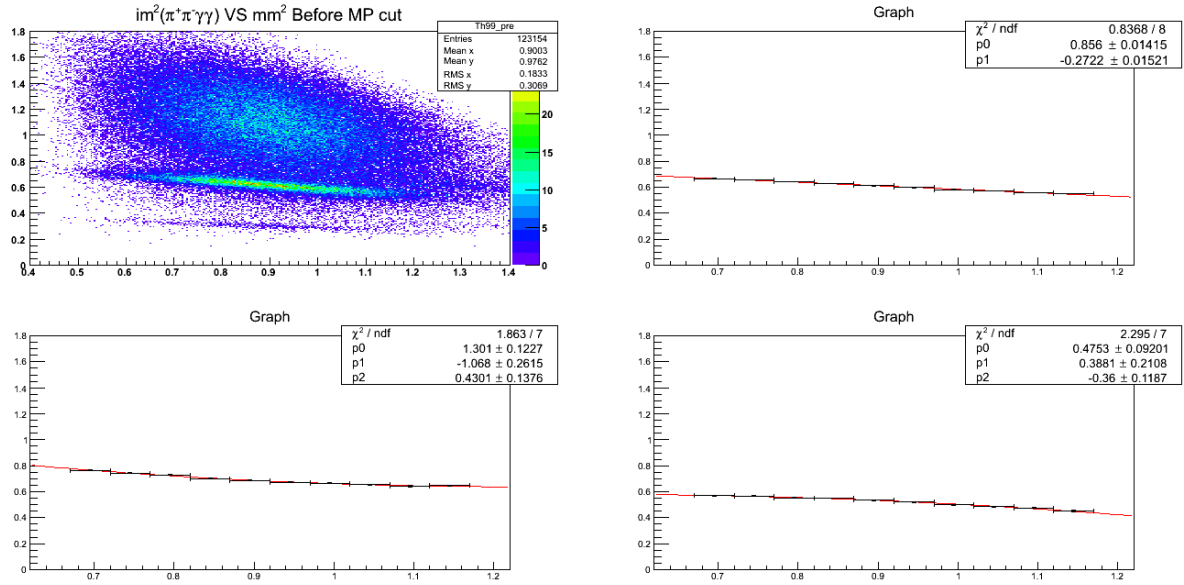 im²(π⁺π⁻γγ) VS mm² Before MP cut
Th99_pre
Entries 123154
Mean x 0.9003
Mean y 0.9762
RMS x 0.1833
RMS y 0.3069
1.8
1.6
1.4
1.2
1
0.8
0.6
0.4
0.2
0
0.4 0.5 0.6 0.7 0.8 0.9 1 1.1 1.2 1.3 1.4
20
15
10
5
0
Graph
χ² / ndf 0.8368 / 8
p0 0.856 ± 0.01415
p1 -0.2722 ± 0.01521
1.8
1.6
1.4
1.2
1
0.8
0.6
0.4
0.2
0
0.7 0.8 0.9 1 1.1 1.2
Graph
χ² / ndf 1.863 / 7
p0 1.301 ± 0.1227
p1 -1.068 ± 0.2615
p2 0.4301 ± 0.1376
1.8
1.6
1.4
1.2
1
0.8
0.6
0.4
0.2
0
0.7 0.8 0.9 1 1.1 1.2
Graph
χ² / ndf 2.295 / 7
p0 0.4753 ± 0.09201
p1 0.3881 ± 0.2108
p2 -0.36 ± 0.1187
1.8
1.6
1.4
1.2
1
0.8
0.6
0.4
0.2
0
0.7 0.8 0.9 1 1.1 1.2